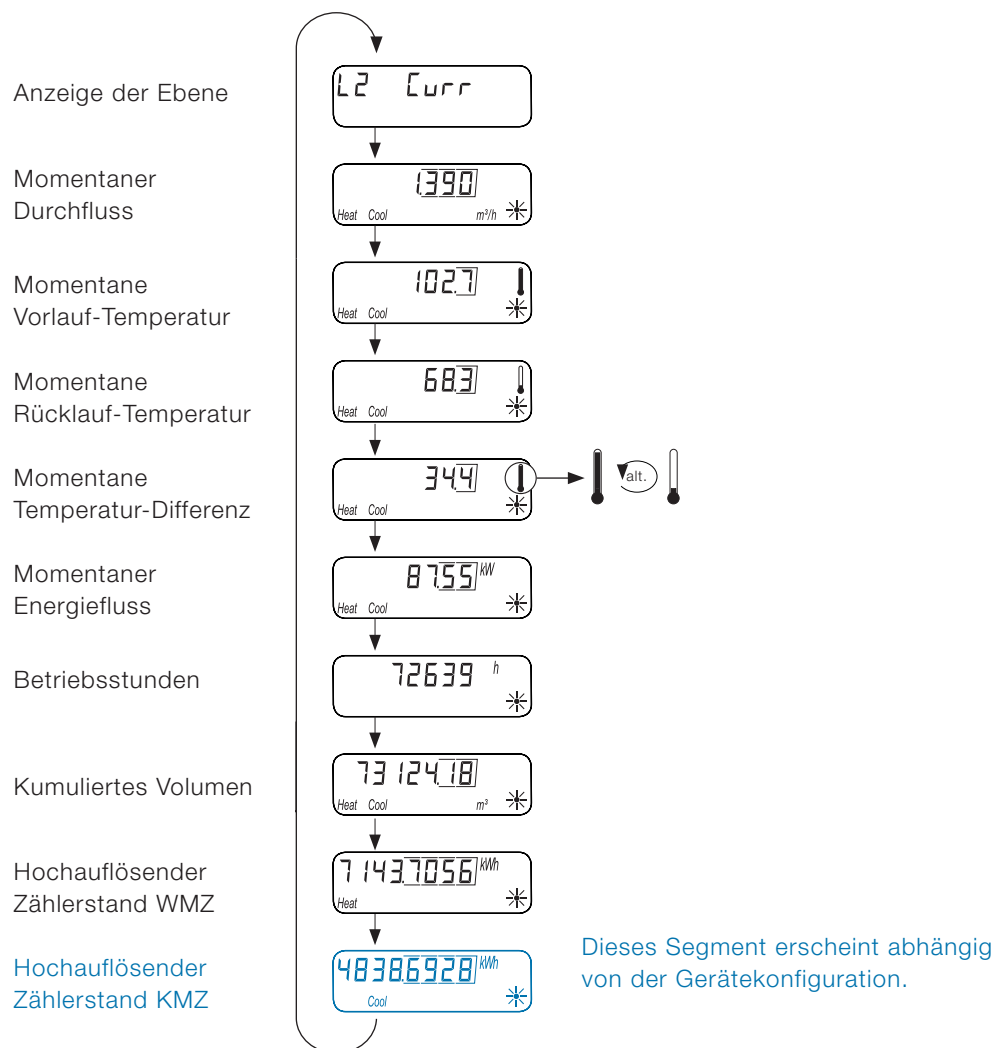 Anzeige der Ebene
L2 Curr
Momentaner
Durchfluss
1.390
Heat Cool m³/h
Momentane
Vorlauf-Temperatur
102.7
Heat Cool
Momentane
Rücklauf-Temperatur
68.3
Heat Cool
Momentane
Temperatur-Differenz
34.4
Heat Cool
alt.
Momentaner
Energiefluss
87.55 kW
Heat Cool
Betriebsstunden
72639 h
Kumuliertes Volumen
73124.18
Heat Cool m³
Hochauflösender
Zählerstand WMZ
7143.7056 kWh
Heat
Hochauflösender
Zählerstand KMZ
4838.6928 kWh
Cool
Dieses Segment erscheint abhängig
von der Gerätekonfiguration.